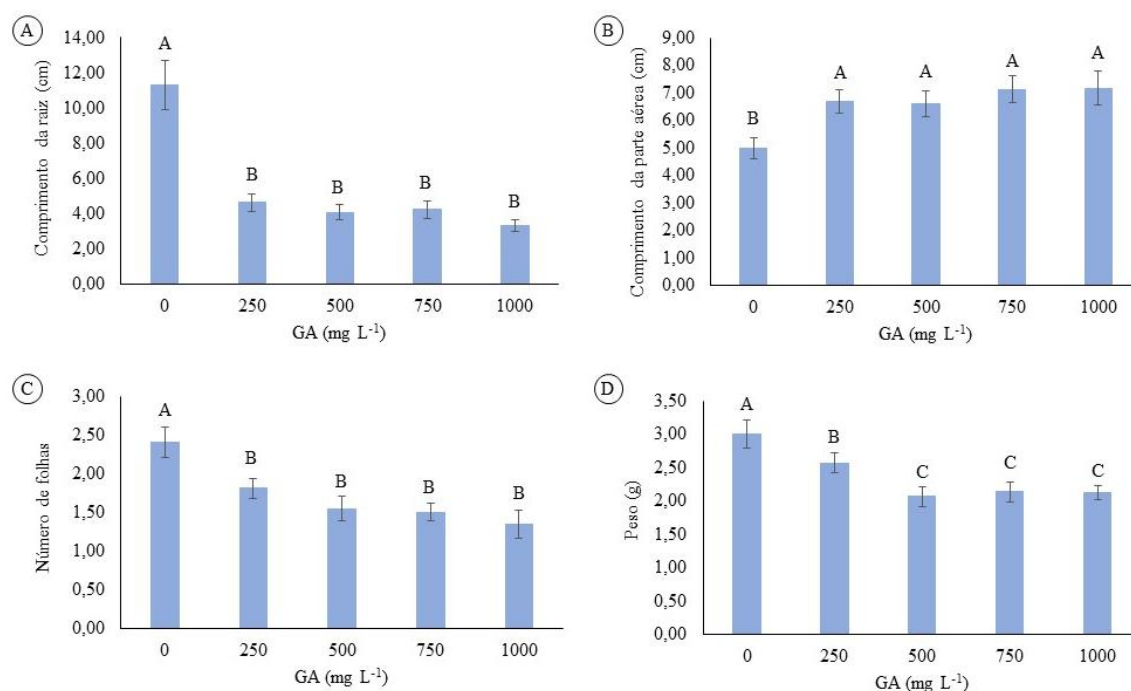 A
Comprimento da raiz (cm)
14,00
12,00
10,00
8,00
6,00
4,00
2,00
0,00
A
B
B
B
B
0 250 500 750 1000
GA (mg L-1)
B
Comprimento da parte aérea (cm)
9,00
8,00
7,00
6,00
5,00
4,00
3,00
2,00
1,00
0,00
B
A
A
A
A
0 250 500 750 1000
GA (mg L-1)
C
Número de folhas
3,00
2,50
2,00
1,50
1,00
0,50
0,00
A
B
B
B
B
0 250 500 750 1000
GA (mg L-1)
D
Peso (g)
3,50
3,00
2,50
2,00
1,50
1,00
0,50
0,00
A
B
C
C
C
0 250 500 750 1000
GA (mg L-1)